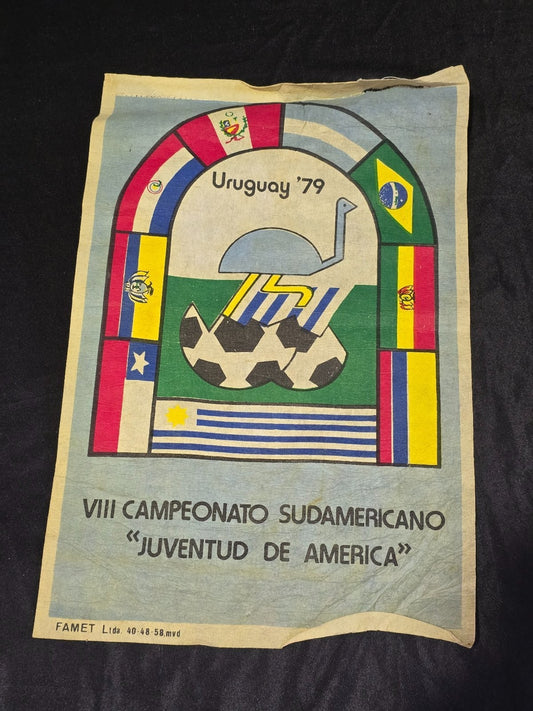 Uruguay '79
VIII CAMPEONATO SUDAMERICANO
“JUVENTUD DE AMERICA”
FAMET Ltda. 40-48-58.mvd